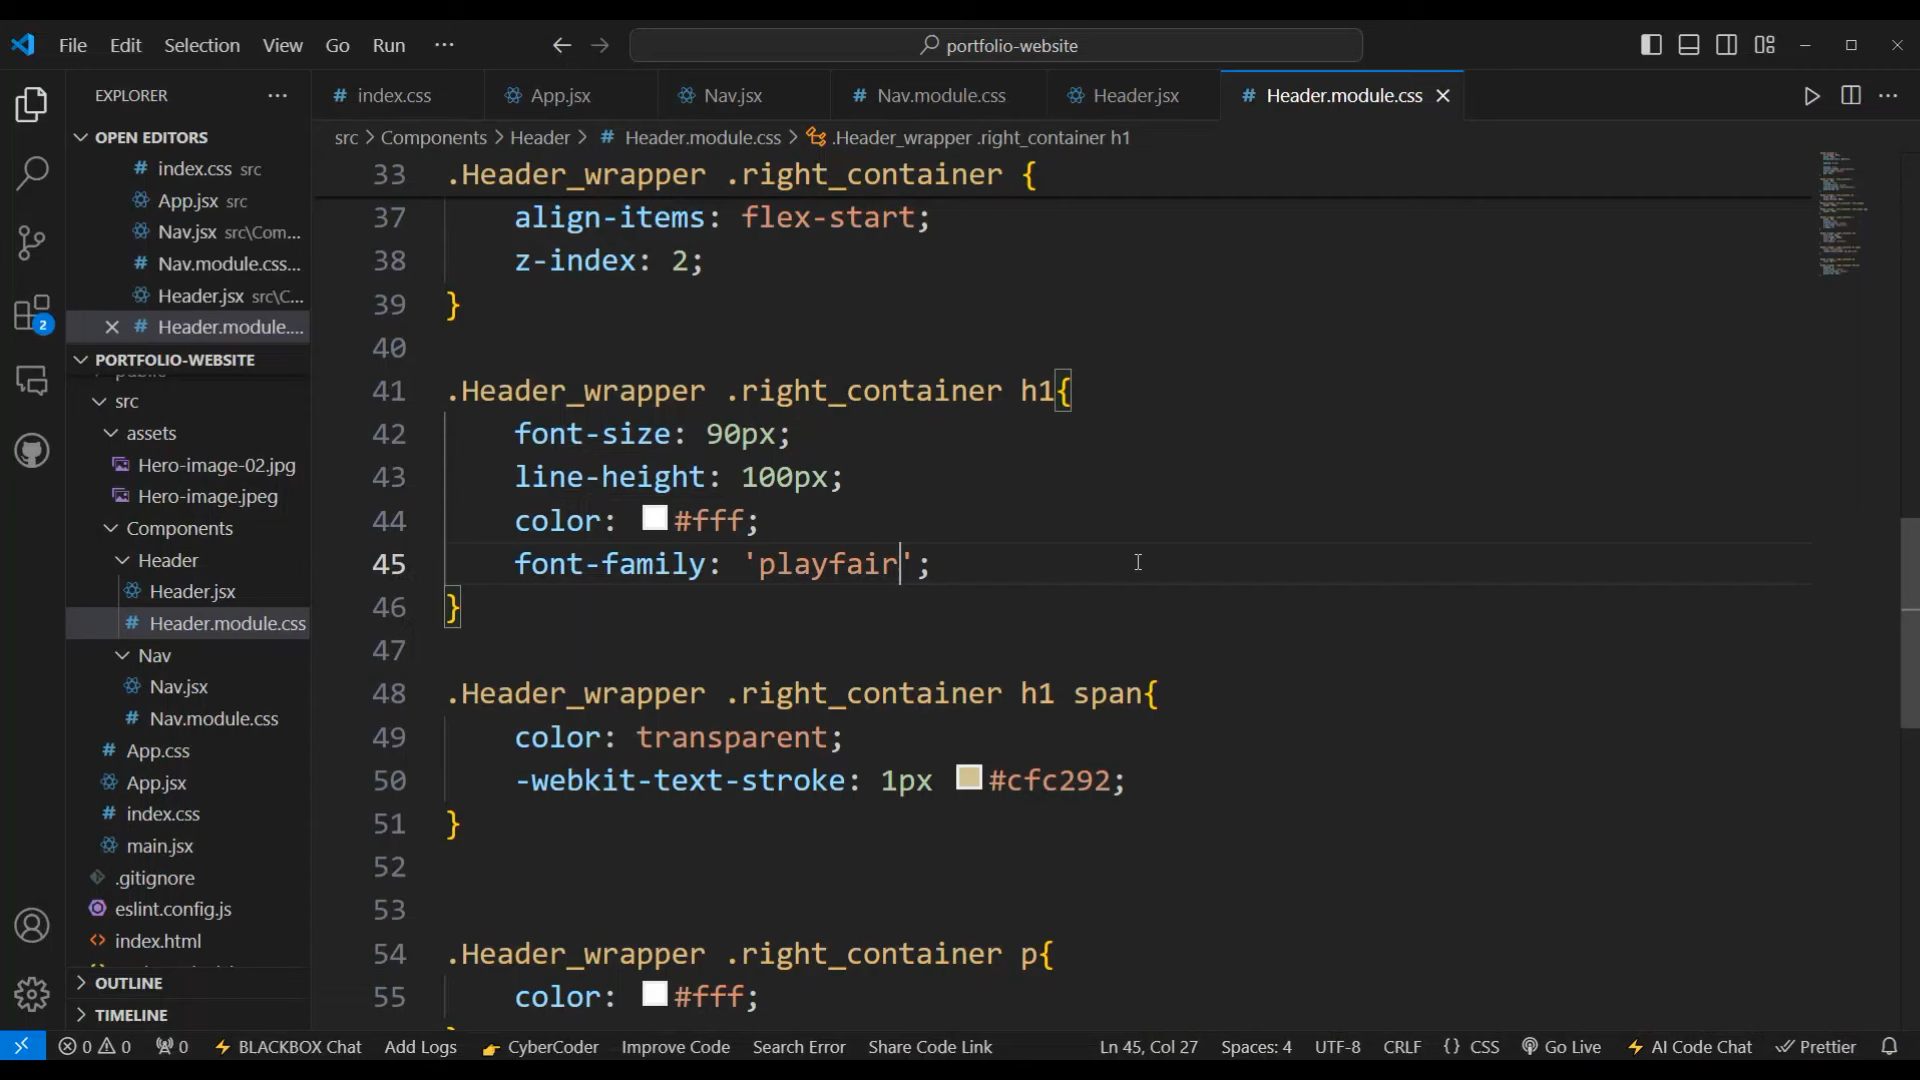 File Edit Selection View Go Run ··· portfolio-website
EXPLORER ···
OPEN EDITORS
# index.css src
App.jsx src
Nav.jsx src\Com...
# Nav.module.css...
Header.jsx src\C...
# Header.module....
PORTFOLIO-WEBSITE
src
assets
Hero-image-02.jpg
Hero-image.jpeg
Components
Header
Header.jsx
# Header.module.css
Nav
Nav.jsx
# Nav.module.css
# App.css
App.jsx
# index.css
main.jsx
.gitignore
eslint.config.js
<> index.html
OUTLINE
TIMELINE
2
# index.css App.jsx Nav.jsx # Nav.module.css Header.jsx # Header.module.css
src > Components > Header > # Header.module.css > .Header_wrapper .right_container h1
33 .Header_wrapper .right_container {
37 align-items: flex-start;
38 z-index: 2;
39 }
40
41 .Header_wrapper .right_container h1{
42 font-size: 90px;
43 line-height: 100px;
44 color: #fff;
45 font-family: 'playfair';
46 }
47
48 .Header_wrapper .right_container h1 span{
49 color: transparent;
50 -webkit-text-stroke: 1px #cfc292;
51 }
52
53
54 .Header_wrapper .right_container p{
55 color: #fff;
0 0 0 BLACKBOX Chat Add Logs CyberCoder Improve Code Search Error Share Code Link Ln 45, Col 27 Spaces: 4 UTF-8 CRLF {} CSS Go Live AI Code Chat Prettier